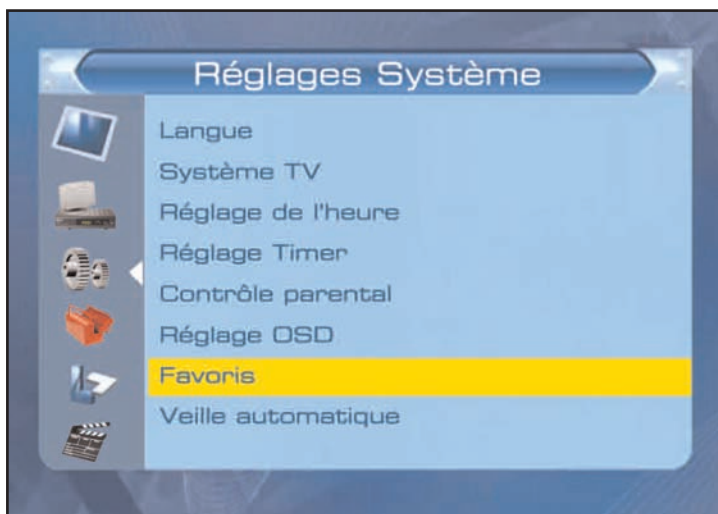 Réglages Système
Langue
Système TV
Réglage de l'heure
Réglage Timer
Contrôle parental
Réglage OSD
Favoris
Veille automatique